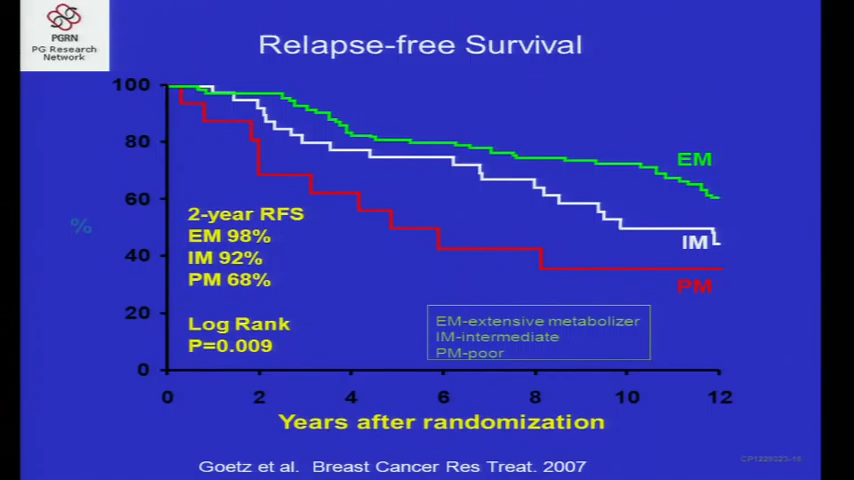 PGRN
PG Research
Network
Relapse-free Survival
100
80
60
40
20
0
%
EM
IM
PM
2-year RFS
EM 98%
IM 92%
PM 68%
Log Rank
P=0.009
EM-extensive metabolizer
IM-intermediate
PM-poor
0 2 4 6 8 10 12
Years after randomization
Goetz et al. Breast Cancer Res Treat. 2007